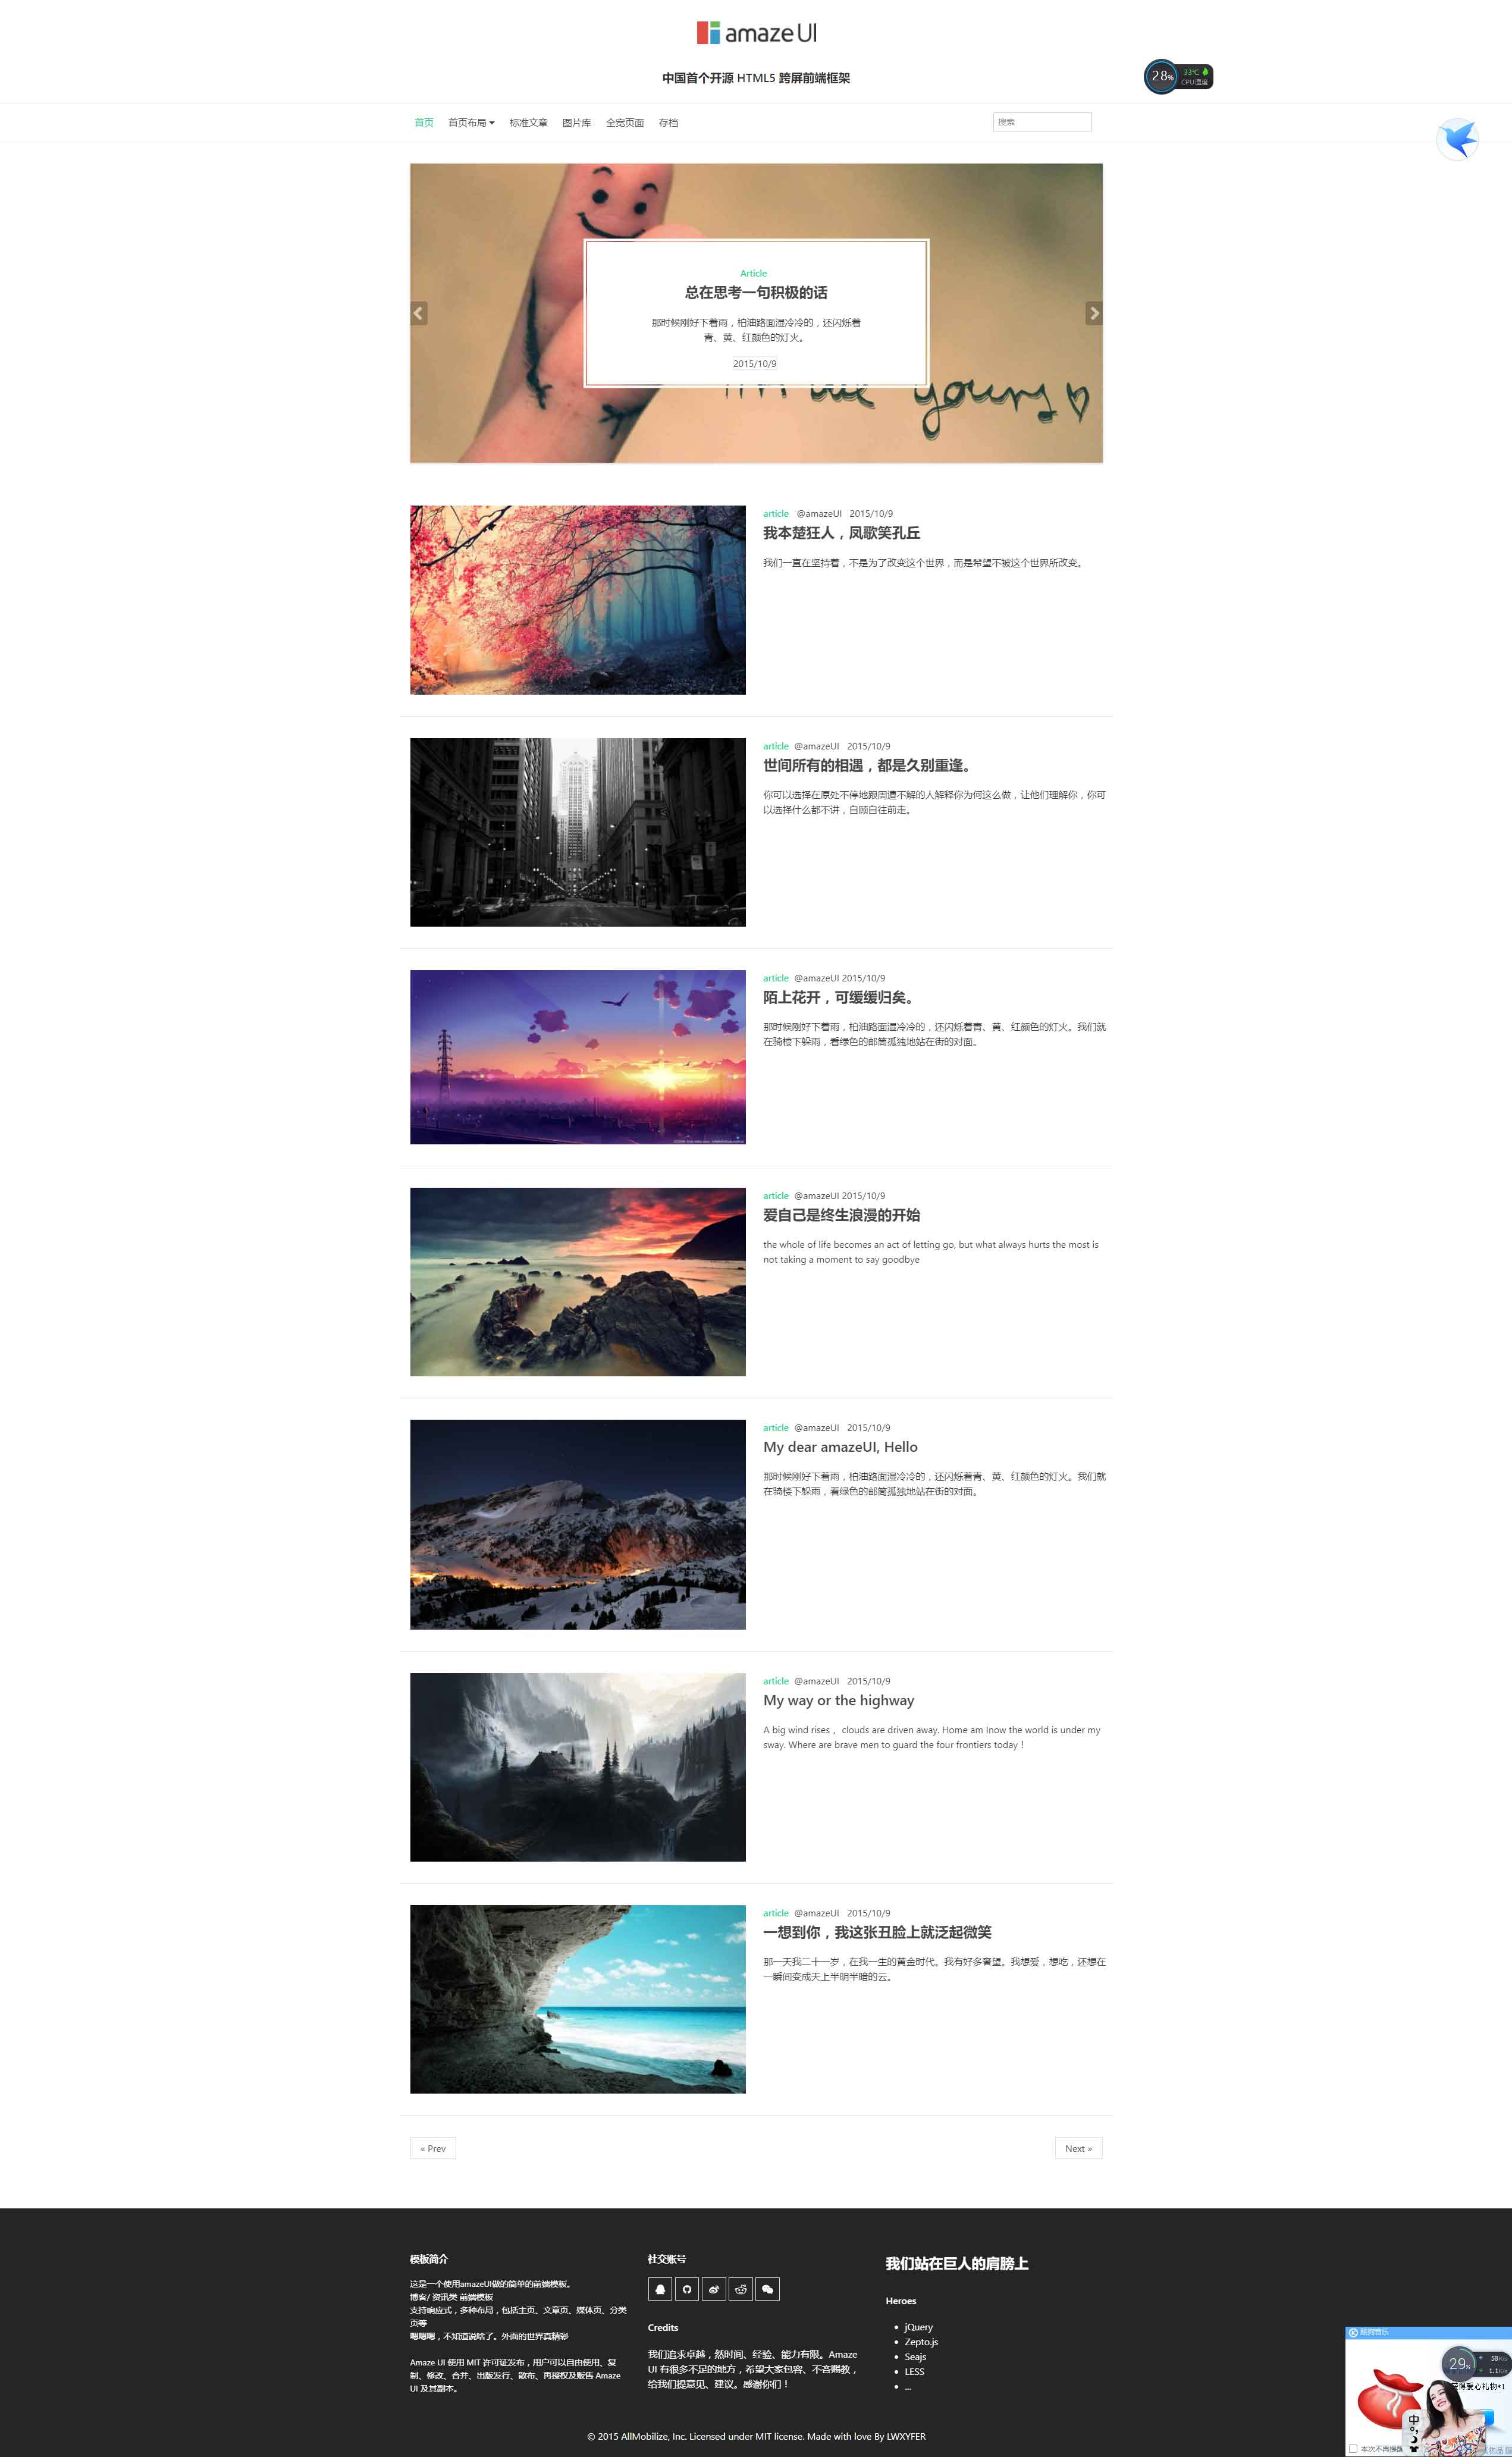 amaze UI
中国首个开源 HTML5 跨屏前端框架
28%
33℃
CPU温度
首页
首页布局
标准文章
图片库
全宽页面
存档
搜索
Article
总在思考一句积极的话
那时候刚好下着雨，柏油路面湿冷冷的，还闪烁着
青、黄、红颜色的灯火。
2015/10/9
yours
article @amazeUI 2015/10/9
我本楚狂人，凤歌笑孔丘
我们一直在坚持着，不是为了改变这个世界，而是希望不被这个世界所改变。
article @amazeUI 2015/10/9
世间所有的相遇，都是久别重逢。
你可以选择在原处不停地跟周遭不解的人解释你为何这么做，让他们理解你，你可
以选择什么都不讲，自顾自往前走。
article @amazeUI 2015/10/9
陌上花开，可缓缓归矣。
那时候刚好下着雨，柏油路面湿冷冷的，还闪烁着青、黄、红颜色的灯火。我们就
在骑楼下躲雨，看绿色的邮筒孤独地站在街的对面。
article @amazeUI 2015/10/9
爱自己是终生浪漫的开始
the whole of life becomes an act of letting go, but what always hurts the most is
not taking a moment to say goodbye
article @amazeUI 2015/10/9
My dear amazeUI, Hello
那时候刚好下着雨，柏油路面湿冷冷的，还闪烁着青、黄、红颜色的灯火。我们就
在骑楼下躲雨，看绿色的邮筒孤独地站在街的对面。
article @amazeUI 2015/10/9
My way or the highway
A big wind rises， clouds are driven away. Home am Inow the world is under my
sway. Where are brave men to guard the four frontiers today！
article @amazeUI 2015/10/9
一想到你，我这张丑脸上就泛起微笑
那一天我二十一岁，在我一生的黄金时代。我有好多奢望。我想爱，想吃，还想在
一瞬间变成天上半明半暗的云。
« Prev
Next »
模板简介
这是一个使用amazeUI做的简单的前端模板。
博客/ 资讯类 前端模板
支持响应式，多种布局，包括主页、文章页、媒体页、分类
页等
嗯嗯嗯，不知道说啥了。外面的世界真精彩
Amaze UI 使用 MIT 许可证发布，用户可以自由使用、复
制、修改、合并、出版发行、散布、再授权及贩售 Amaze
UI 及其副本。
社交账号
Credits
我们追求卓越，然时间、经验、能力有限。Amaze
UI 有很多不足的地方，希望大家包容、不吝赐教，
给我们提意见、建议。感谢你们！
我们站在巨人的肩膀上
Heroes
jQuery
Zepto.js
Seajs
LESS
...
© 2015 AllMobilize, Inc. Licensed under MIT license. Made with love By LWXYFER
酷狗音乐
29%
58K/s
1.1K/s
得爱心礼物*1
中
本次不再提醒